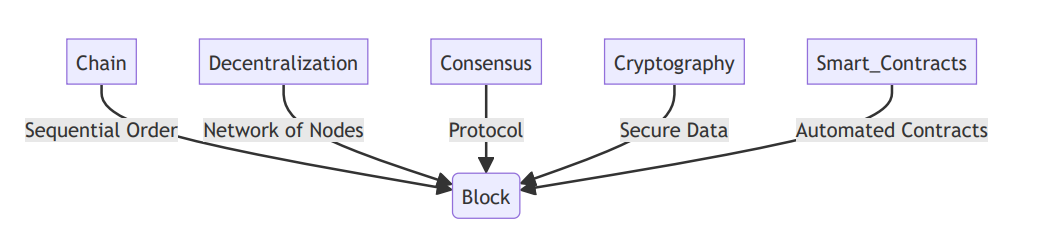 Chain
Decentralization
Consensus
Cryptography
Smart_Contracts
Sequential Order
Network of Nodes
Protocol
Secure Data
Automated Contracts
Block